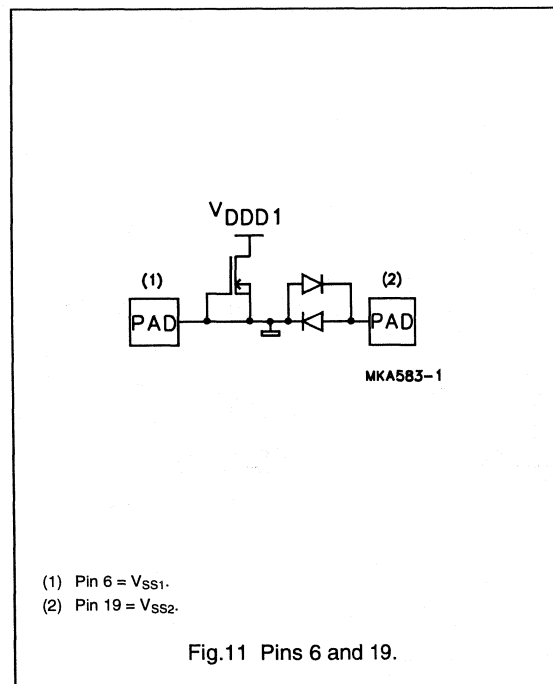 VDDD1
(1)
(2)
PAD
PAD
MKA583-1
(1) Pin 6 = VSS1.
(2) Pin 19 = VSS2.
Fig.11 Pins 6 and 19.